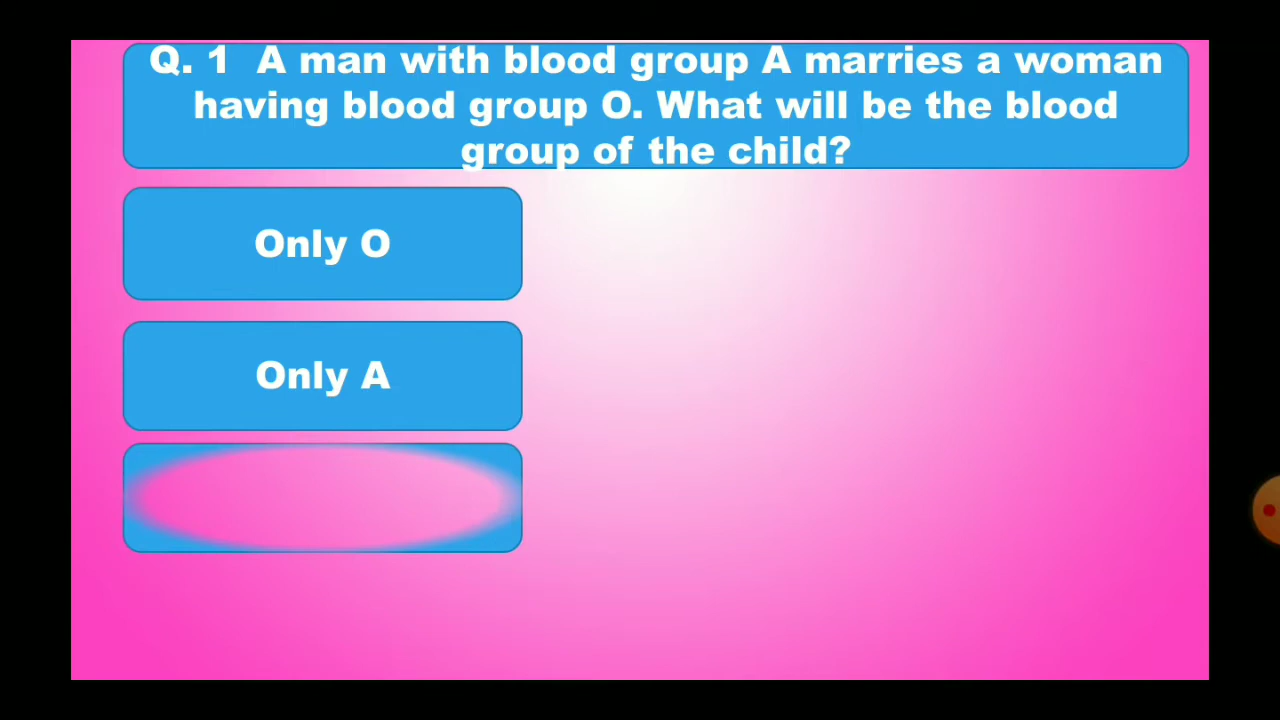 Q. 1 A man with blood group A marries a woman
having blood group O. What will be the blood
group of the child?
Only O
Only A